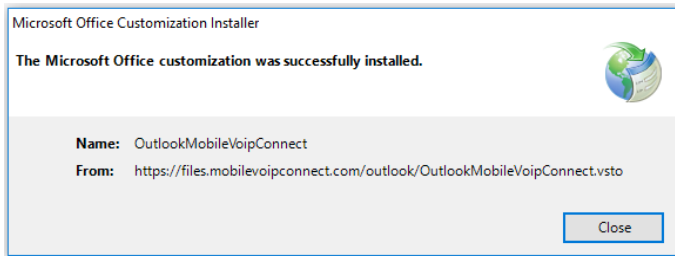 Microsoft Office Customization Installer
The Microsoft Office customization was successfully installed.
Name: OutlookMobileVoipConnect
From: https://files.mobilevoipconnect.com/outlook/OutlookMobileVoipConnect.vsto
Close